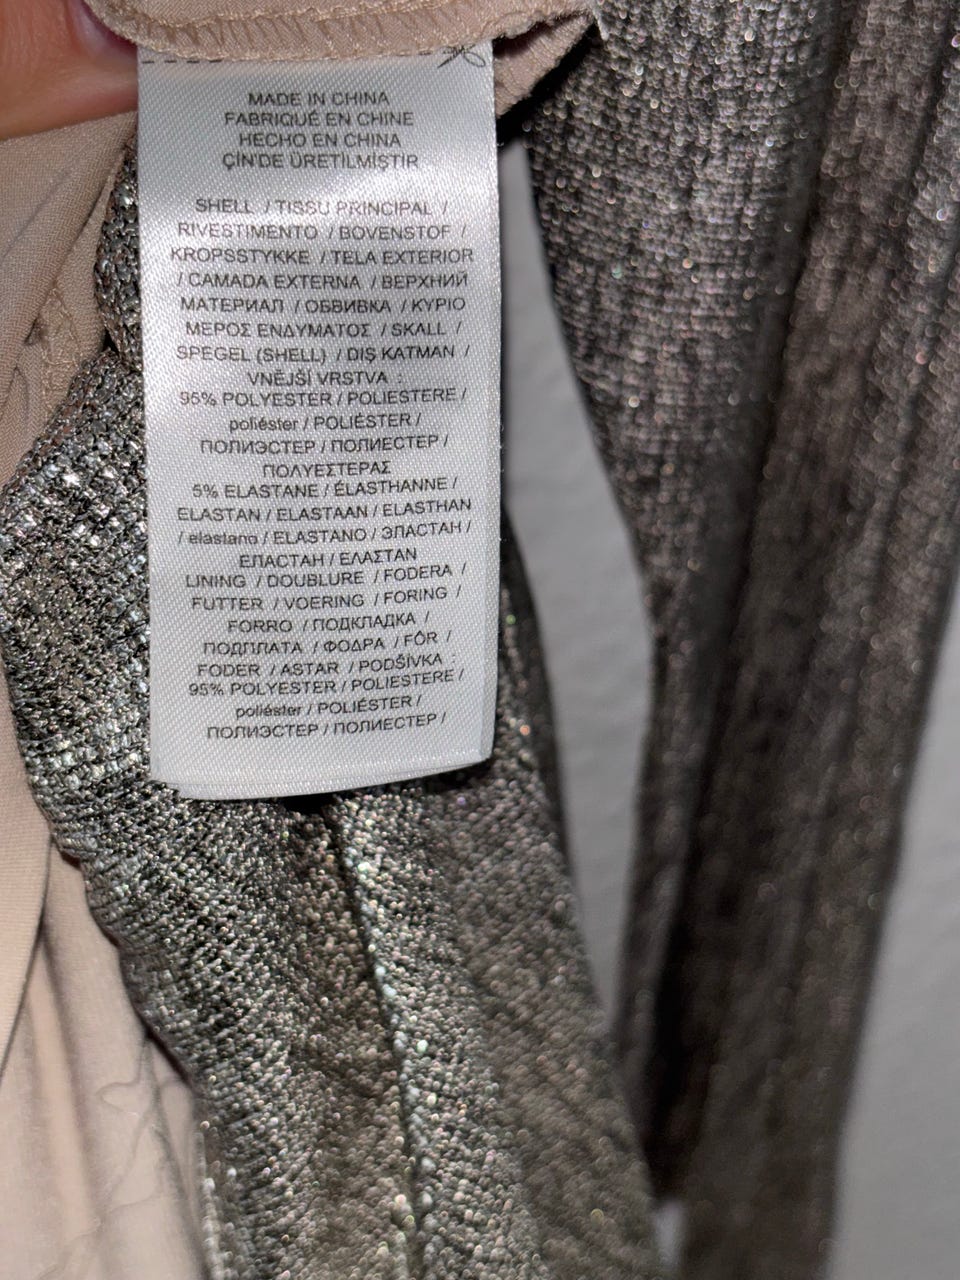 MADE IN CHINA
FABRIQUÉ EN CHINE
HECHO EN CHINA
ÇİN'DE ÜRETİLMİŞTİR
SHELL / TISSU PRINCIPAL /
RIVESTIMENTO / BOVENSTOF /
KROPSSTYKKE / TELA EXTERIOR
/ CAMADA EXTERNA / ВЕРХНИЙ
МАТЕРИАЛ / ОБВИВКА / ΚΥΡΙΟ
ΜΕΡΟΣ ΕΝΔΥΜΑΤΟΣ / SKALL /
SPEGEL (SHELL) / DIŞ KATMAN /
VNĚJŠÍ VRSTVA :
95% POLYESTER / POLIESTERE /
poliéster / POLIÉSTER /
ПОЛИЭСТЕР / ПОЛИЕСТЕР /
ΠΟΛΥΕΣΤΕΡΑΣ
5% ELASTANE / ÉLASTHANNE /
ELASTAN / ELASTAAN / ELASTHAN
/ elastano / ELASTANO / ЭЛАСТАН /
ЕЛАСТАН / ΕΛΑΣΤΑΝ
LINING / DOUBLURE / FODERA /
FUTTER / VOERING / FORING /
FORRO / ПОДКЛАДКА /
ПОДПЛАТА / ΦΟΔΡΑ / FÔR /
FODER / ASTAR / PODŠÍVKA :
95% POLYESTER / POLIESTERE /
poliéster / POLIÉSTER /
ПОЛИЭСТЕР / ПОЛИЕСТЕР /